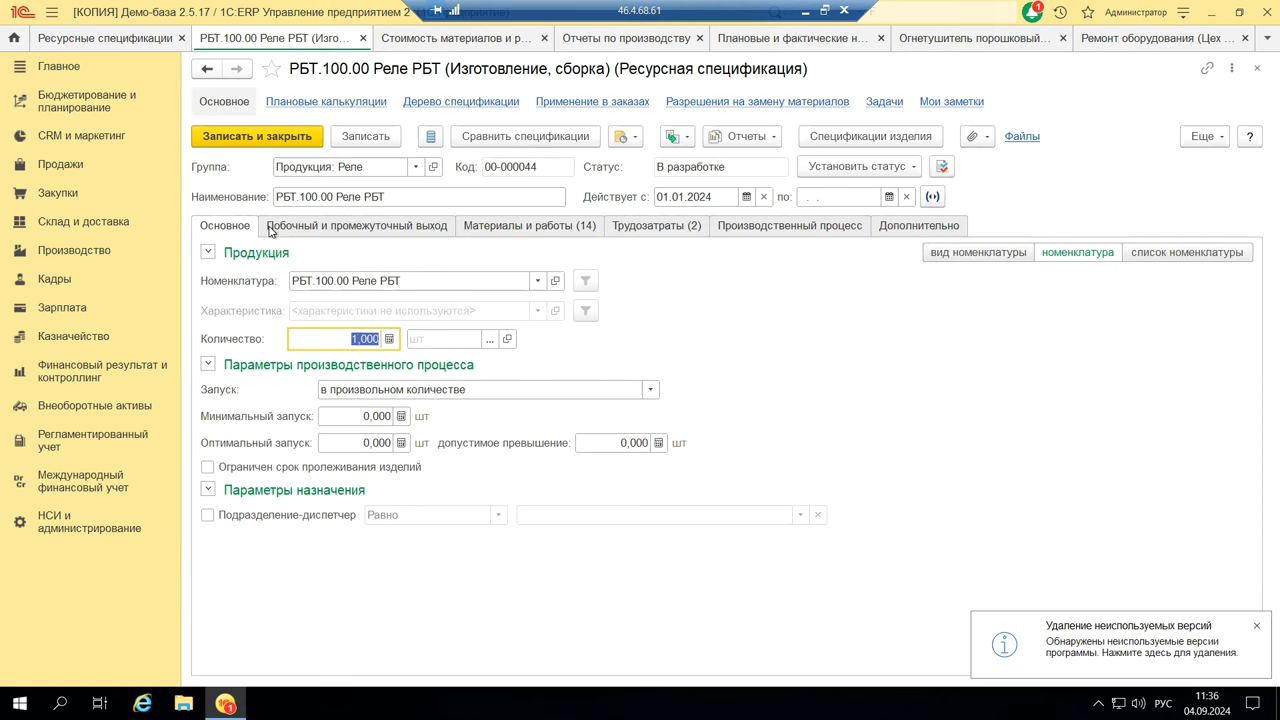 [КОПИЯ] Демо-база 2.5.17 / 1С:ERP Управление предприятием 2
46.4.68.61
1
Администратор
Ресурсные спецификации
РБТ.100.00 Реле РБТ (Изго...
Стоимость материалов и р...
Отчеты по производству
Плановые и фактические н...
Огнетушитель порошковый...
Ремонт оборудования (Цех ...
Главное
Бюджетирование и
планирование
CRM и маркетинг
Продажи
Закупки
Склад и доставка
Производство
Кадры
Зарплата
Казначейство
Финансовый результат и
контроллинг
Внеоборотные активы
Регламентированный
учет
Dr
Cr
Международный
финансовый учет
НСИ и
администрирование
РБТ.100.00 Реле РБТ (Изготовление, сборка) (Ресурсная спецификация)
Основное
Плановые калькуляции
Дерево спецификации
Применение в заказах
Разрешения на замену материалов
Задачи
Мои заметки
Записать и закрыть
Записать
Сравнить спецификации
Отчеты
Спецификации изделия
Файлы
Еще
?
Группа:
Продукция: Реле
Код:
00-000044
Статус:
В разработке
Установить статус
Наименование:
РБТ.100.00 Реле РБТ
Действует с:
01.01.2024
по:
. .
Основное
Побочный и промежуточный выход
Материалы и работы (14)
Трудозатраты (2)
Производственный процесс
Дополнительно
Продукция
вид номенклатуры
номенклатура
список номенклатуры
Номенклатура:
РБТ.100.00 Реле РБТ
Характеристика:
<характеристики не используются>
Количество:
1,000
шт
...
Параметры производственного процесса
Запуск:
в произвольном количестве
Минимальный запуск:
0,000
шт
Оптимальный запуск:
0,000
шт
допустимое превышение:
0,000
шт
Ограничен срок пролеживания изделий
Параметры назначения
Подразделение-диспетчер
Равно
Удаление неиспользуемых версий
Обнаружены неиспользуемые версии
программы. Нажмите здесь для удаления.
1
РУС
11:36
04.09.2024